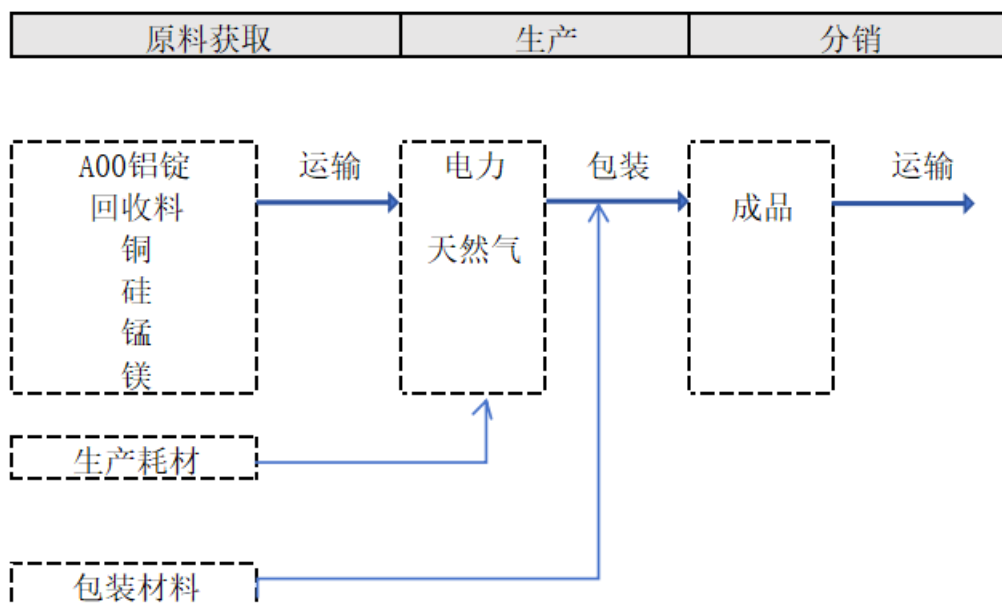 原料获取
生产
分销
A00铝锭
回收料
铜
硅
锰
镁
运输
电力
天然气
包装
成品
运输
生产耗材
包装材料